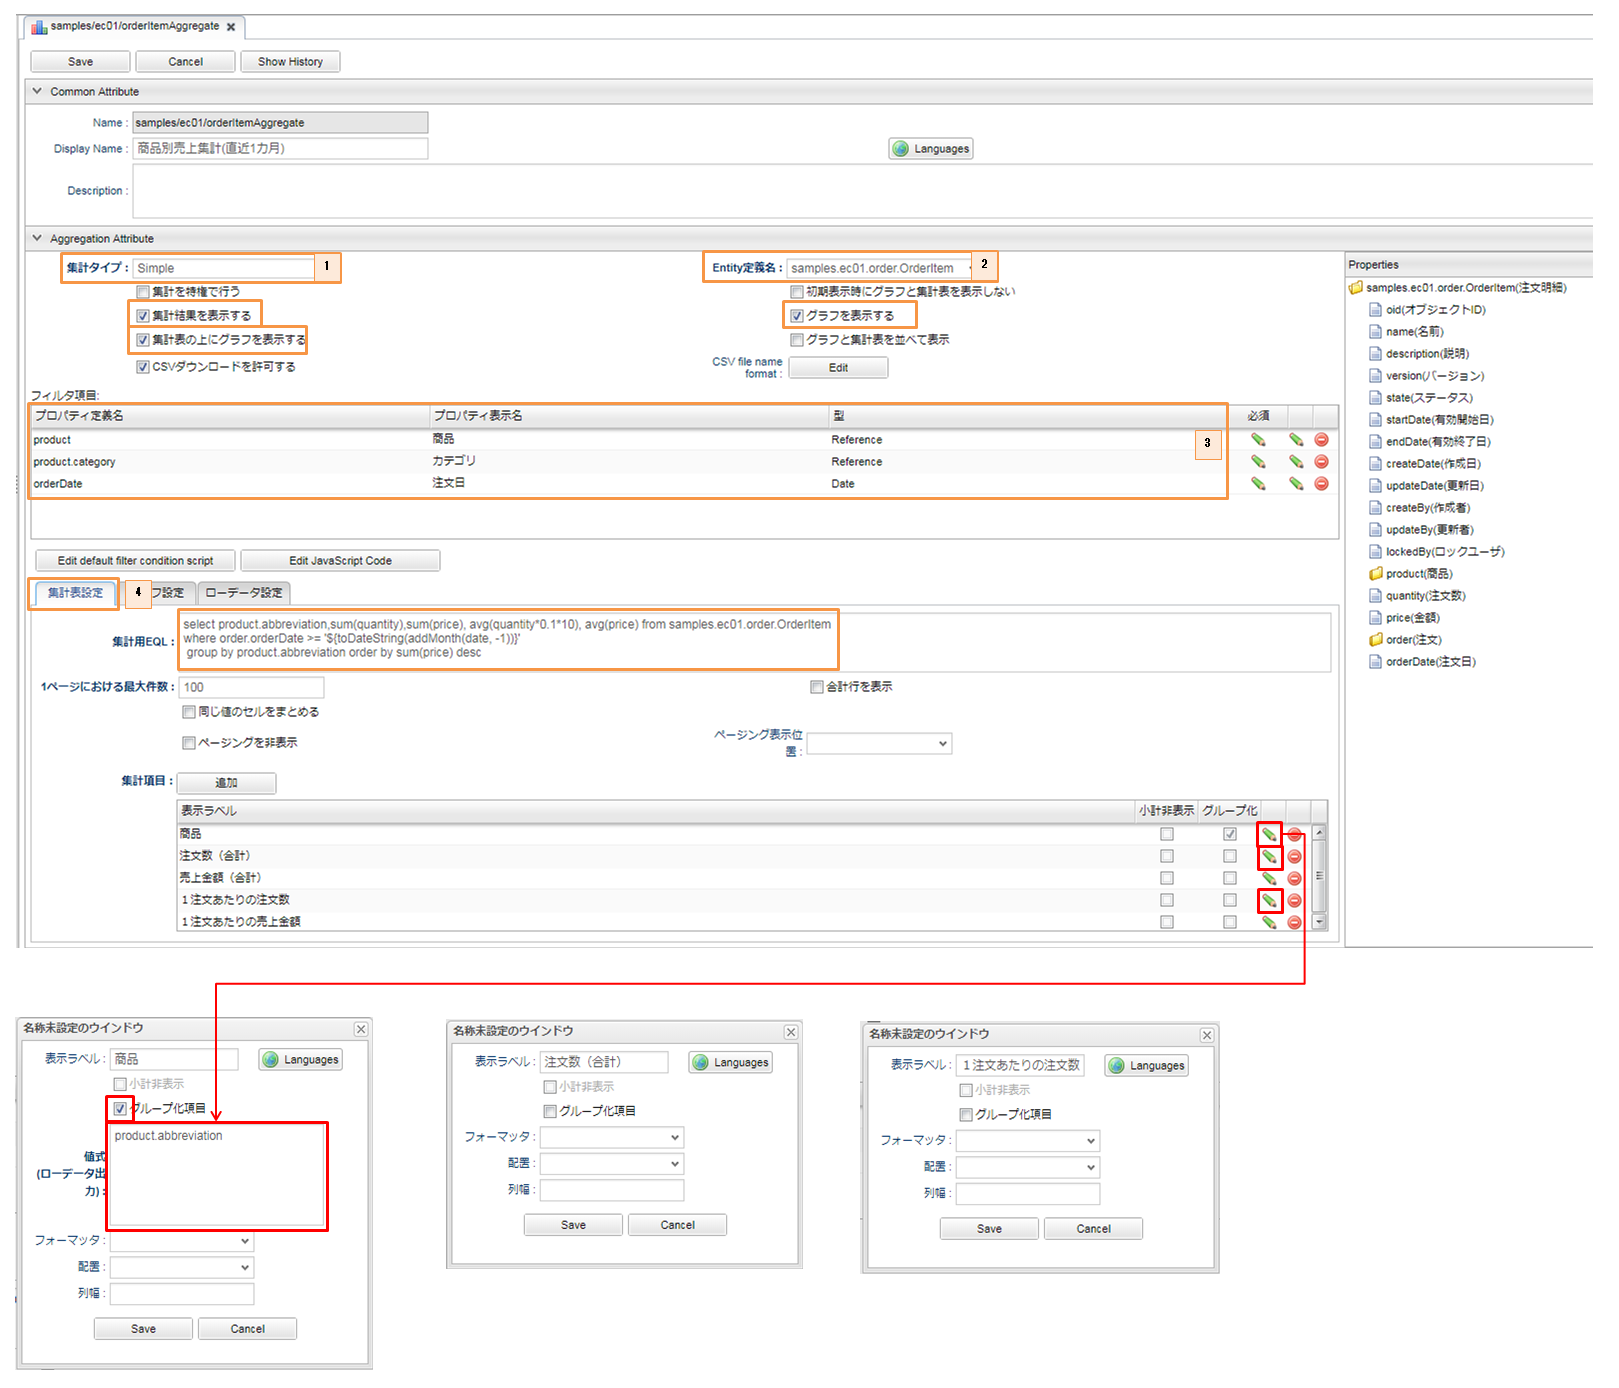 samples/ec01/orderItemAggregate
Save Cancel Show History
Common Attribute
Name : samples/ec01/orderItemAggregate
Display Name : 商品別売上集計(直近1カ月) Languages
Description :
Aggregation Attribute
集計タイプ : Simple 1 Entity定義名 : samples.ec01.order.OrderItem 2
集計を特権で行う 初期表示時にグラフと集計表を表示しない
集計結果を表示する グラフを表示する
集計表の上にグラフを表示する グラフと集計表を並べて表示
CSVダウンロードを許可する CSV file name format : Edit
フィルタ項目:
プロパティ定義名 プロパティ表示名 型 必須
product 商品 Reference 3
product.category カテゴリ Reference
orderDate 注文日 Date
Edit default filter condition script Edit JavaScript Code
集計表設定 4 フ設定 ローデータ設定
集計用EQL :
select product.abbreviation,sum(quantity),sum(price), avg(quantity*0.1*10), avg(price) from samples.ec01.order.OrderItem
where order.orderDate >= '${toDateString(addMonth(date, -1))}'
group by product.abbreviation order by sum(price) desc
1ページにおける最大件数 : 100 合計行を表示
同じ値のセルをまとめる
ページングを非表示 ページング表示位置 :
集計項目 : 追加
表示ラベル 小計非表示 グループ化
商品
注文数（合計）
売上金額（合計）
１注文あたりの注文数
１注文あたりの売上金額
Properties
samples.ec01.order.OrderItem(注文明細)
oid(オブジェクトID)
name(名前)
description(説明)
version(バージョン)
state(ステータス)
startDate(有効開始日)
endDate(有効終了日)
createDate(作成日)
updateDate(更新日)
createBy(作成者)
updateBy(更新者)
lockedBy(ロックユーザ)
product(商品)
quantity(注文数)
price(金額)
order(注文)
orderDate(注文日)
名称未設定のウインドウ
表示ラベル : 商品 Languages
小計非表示
グループ化項目
値式
(ローデータ出
力) :
product.abbreviation
フォーマッタ :
配置 :
列幅 :
Save Cancel
名称未設定のウインドウ
表示ラベル : 注文数（合計） Languages
小計非表示
グループ化項目
フォーマッタ :
配置 :
列幅 :
Save Cancel
名称未設定のウインドウ
表示ラベル : １注文あたりの注文数 Languages
小計非表示
グループ化項目
フォーマッタ :
配置 :
列幅 :
Save Cancel